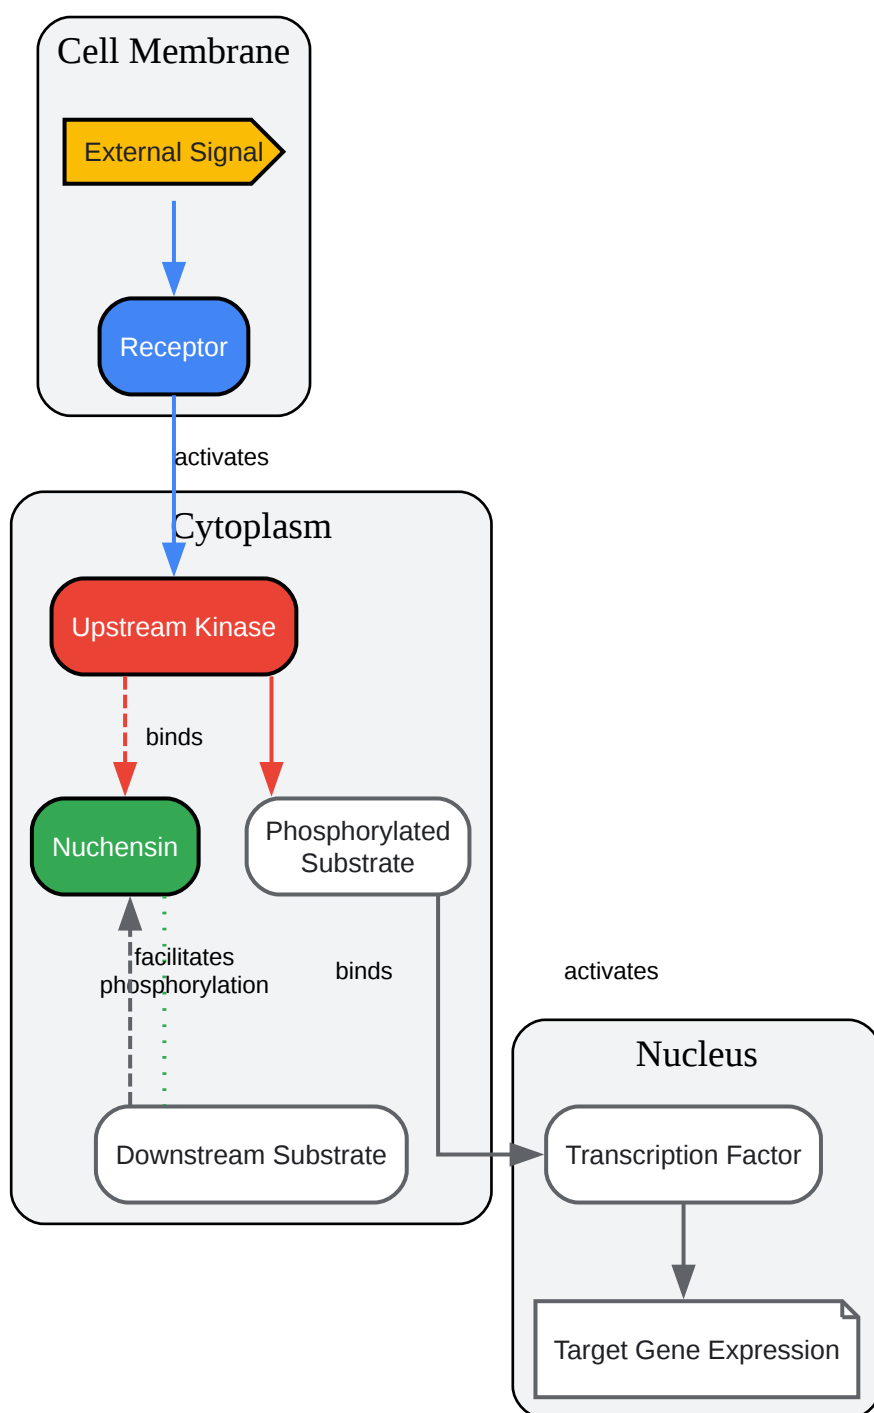 Cell Membrane
External Signal
Receptor
activates
Cytoplasm
Upstream Kinase
binds
Nuchensin
Phosphorylated
Substrate
facilitates
phosphorylation
binds
activates
Nucleus
Downstream Substrate
Transcription Factor
Target Gene Expression